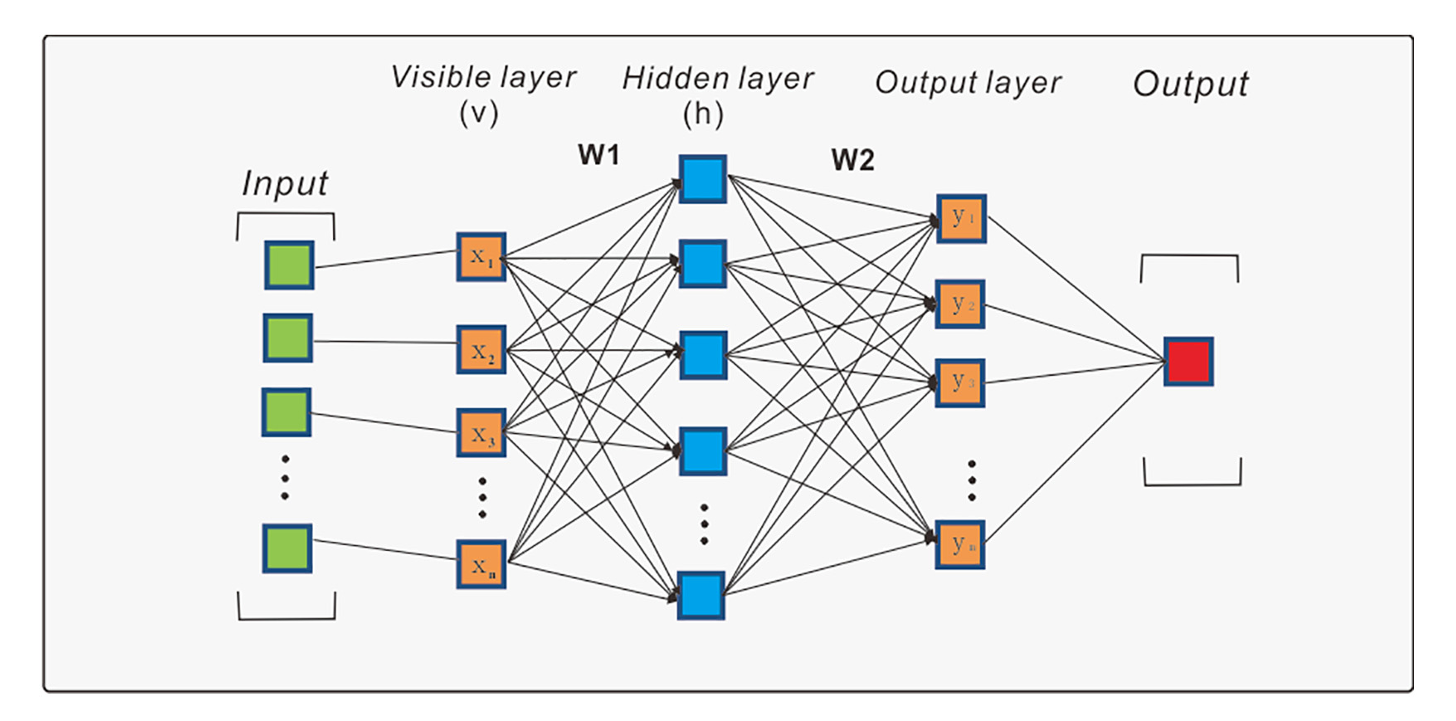 Visible layer
(v)
Hidden layer
(h)
Output layer
Output
W1
W2
Input
x1
x2
x3
xn
y1
y2
y3
yn